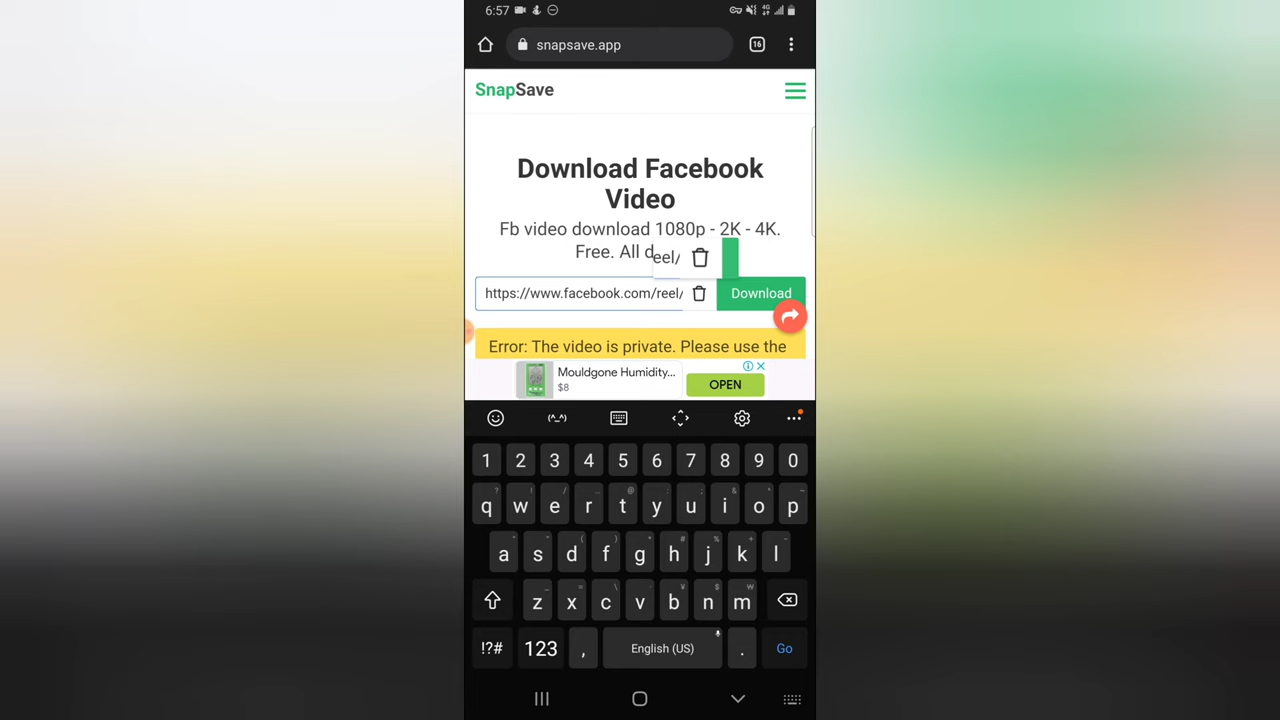 6:57
4G
snapsave.app
16
SnapSave
Download Facebook
Video
Fb video download 1080p - 2K - 4K.
Free. All d
eel/
https://www.facebook.com/reel/
Download
Error: The video is private. Please use the
Mouldgone Humidity...
$8
OPEN
(^_^)
1 2 3 4 5 6 7 8 9 0
q w e r t y u i o p
a s d f g h j k l
z x c v b n m
!?# 123 , English (US) . Go